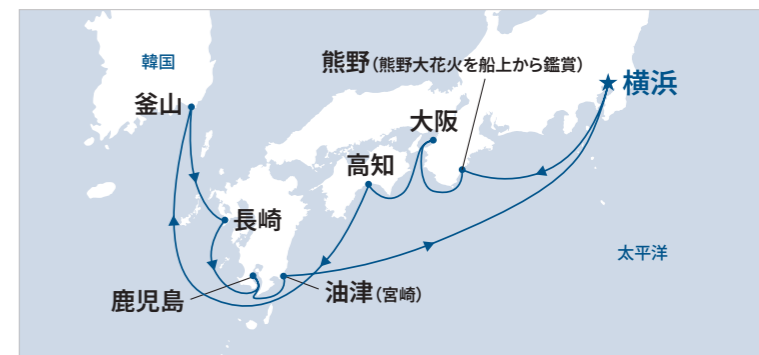 韓国
熊野（熊野大花火を船上から鑑賞）
★横浜
釜山
大阪
高知
長崎
太平洋
鹿児島
油津（宮崎）